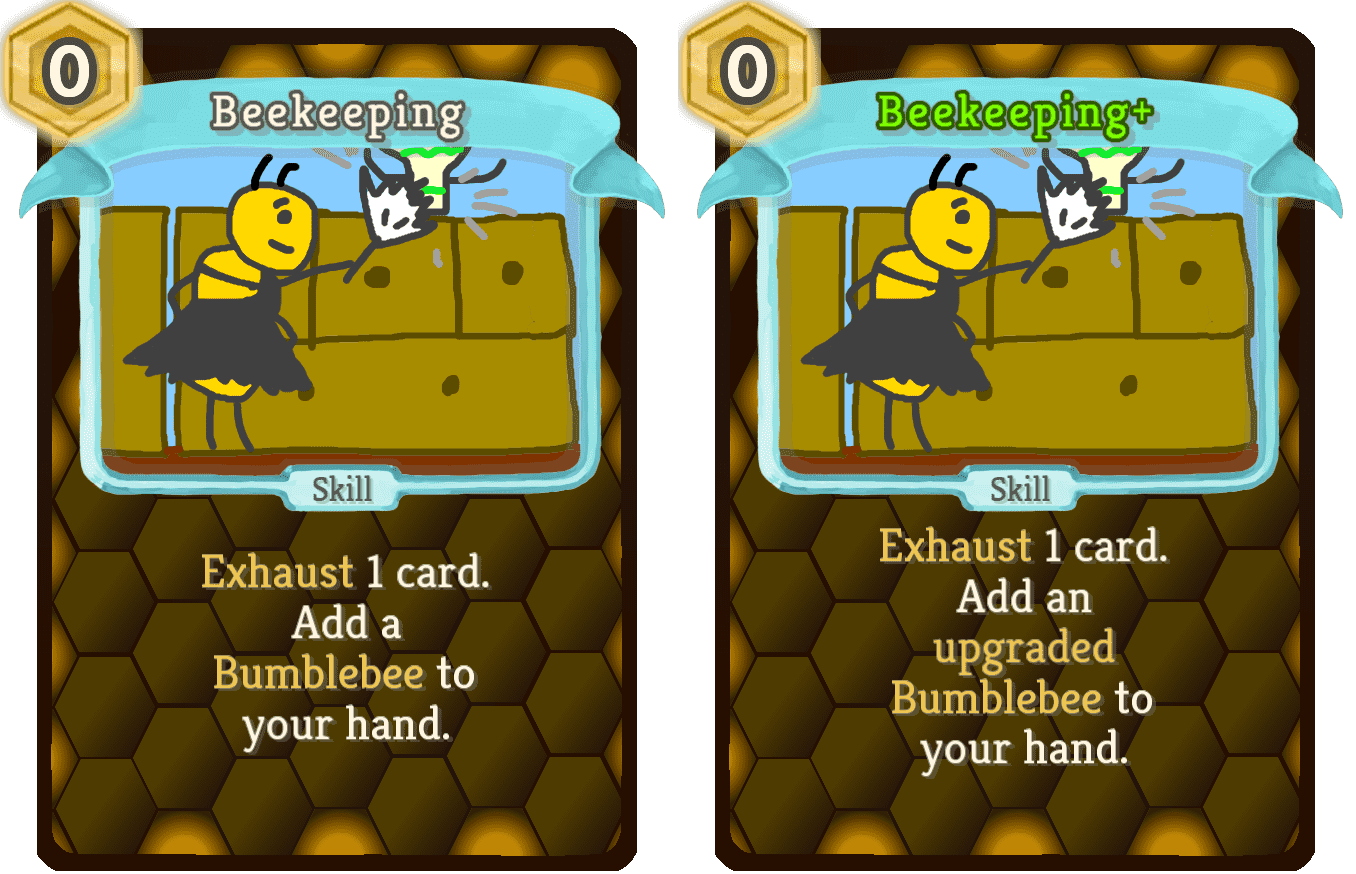 0
Beekeeping
Skill
Exhaust 1 card.
Add a
Bumblebee to
your hand.
0
Beekeeping+
Skill
Exhaust 1 card.
Add an
upgraded
Bumblebee to
your hand.